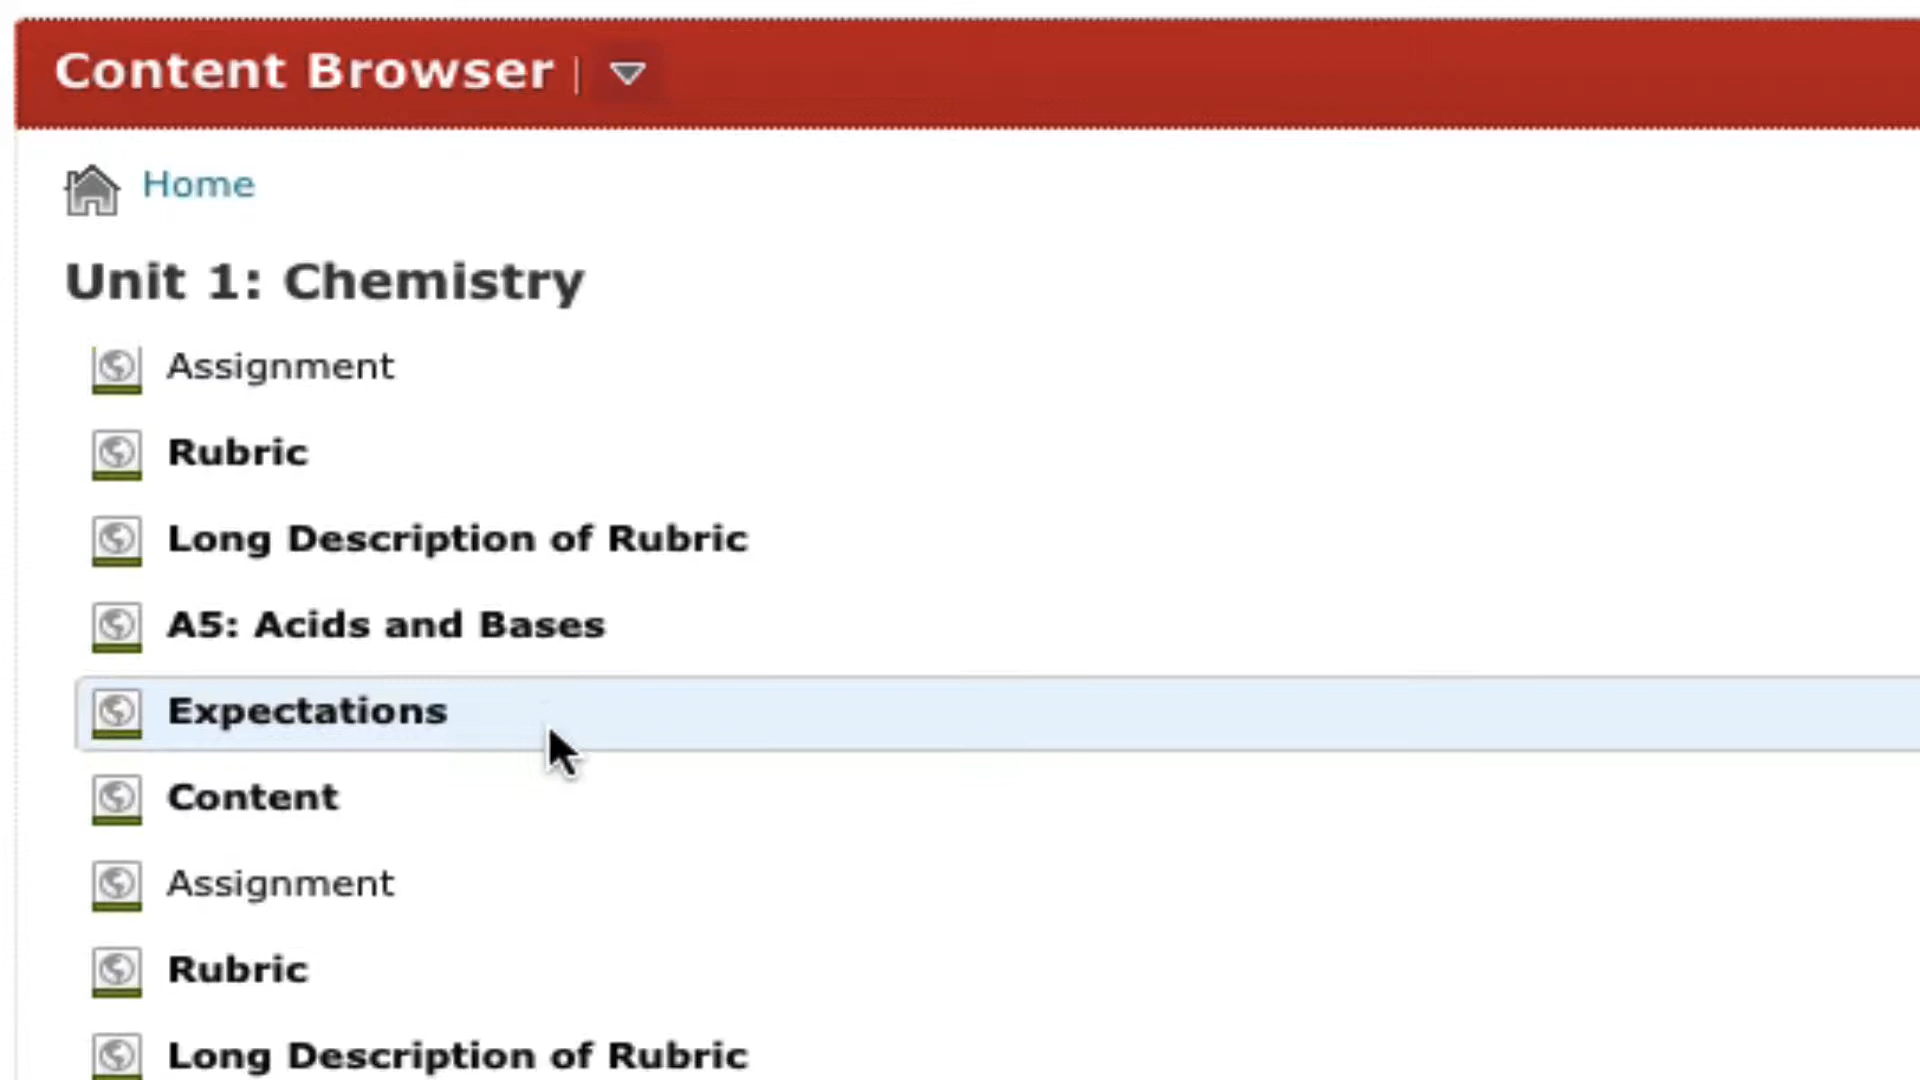 Content Browser |
Home
Unit 1: Chemistry
Assignment
Rubric
Long Description of Rubric
A5: Acids and Bases
Expectations
Content
Assignment
Rubric
Long Description of Rubric